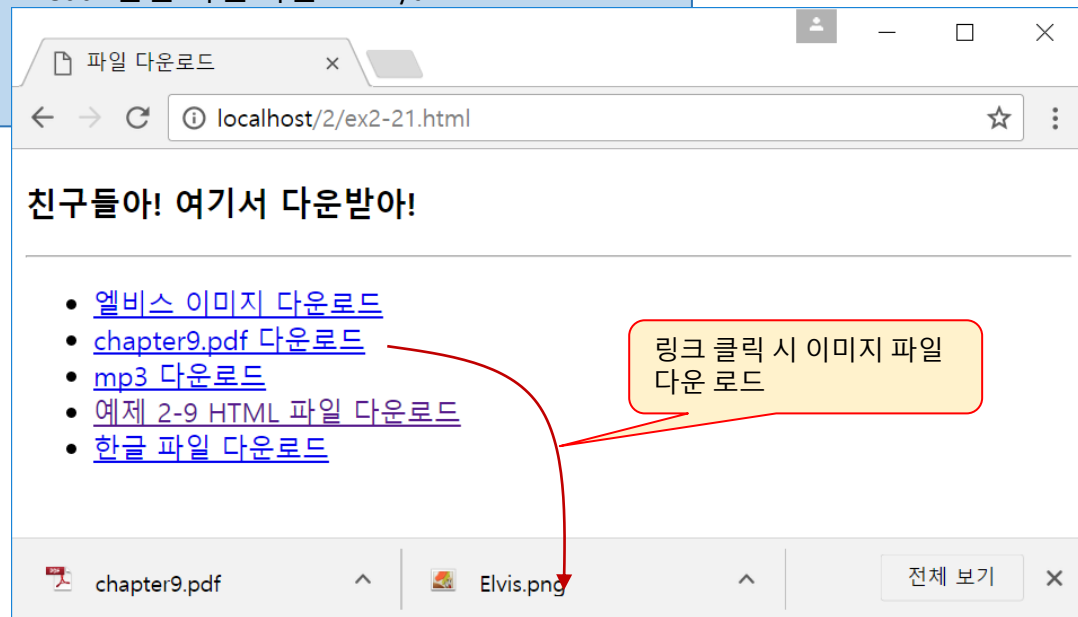 파일 다운로드
localhost/2/ex2-21.html
친구들아! 여기서 다운받아!
엘비스 이미지 다운로드
chapter9.pdf 다운로드
mp3 다운로드
예제 2-9 HTML 파일 다운로드
한글 파일 다운로드
링크 클릭 시 이미지 파일
다운 로드
chapter9.pdf
Elvis.png
전체 보기